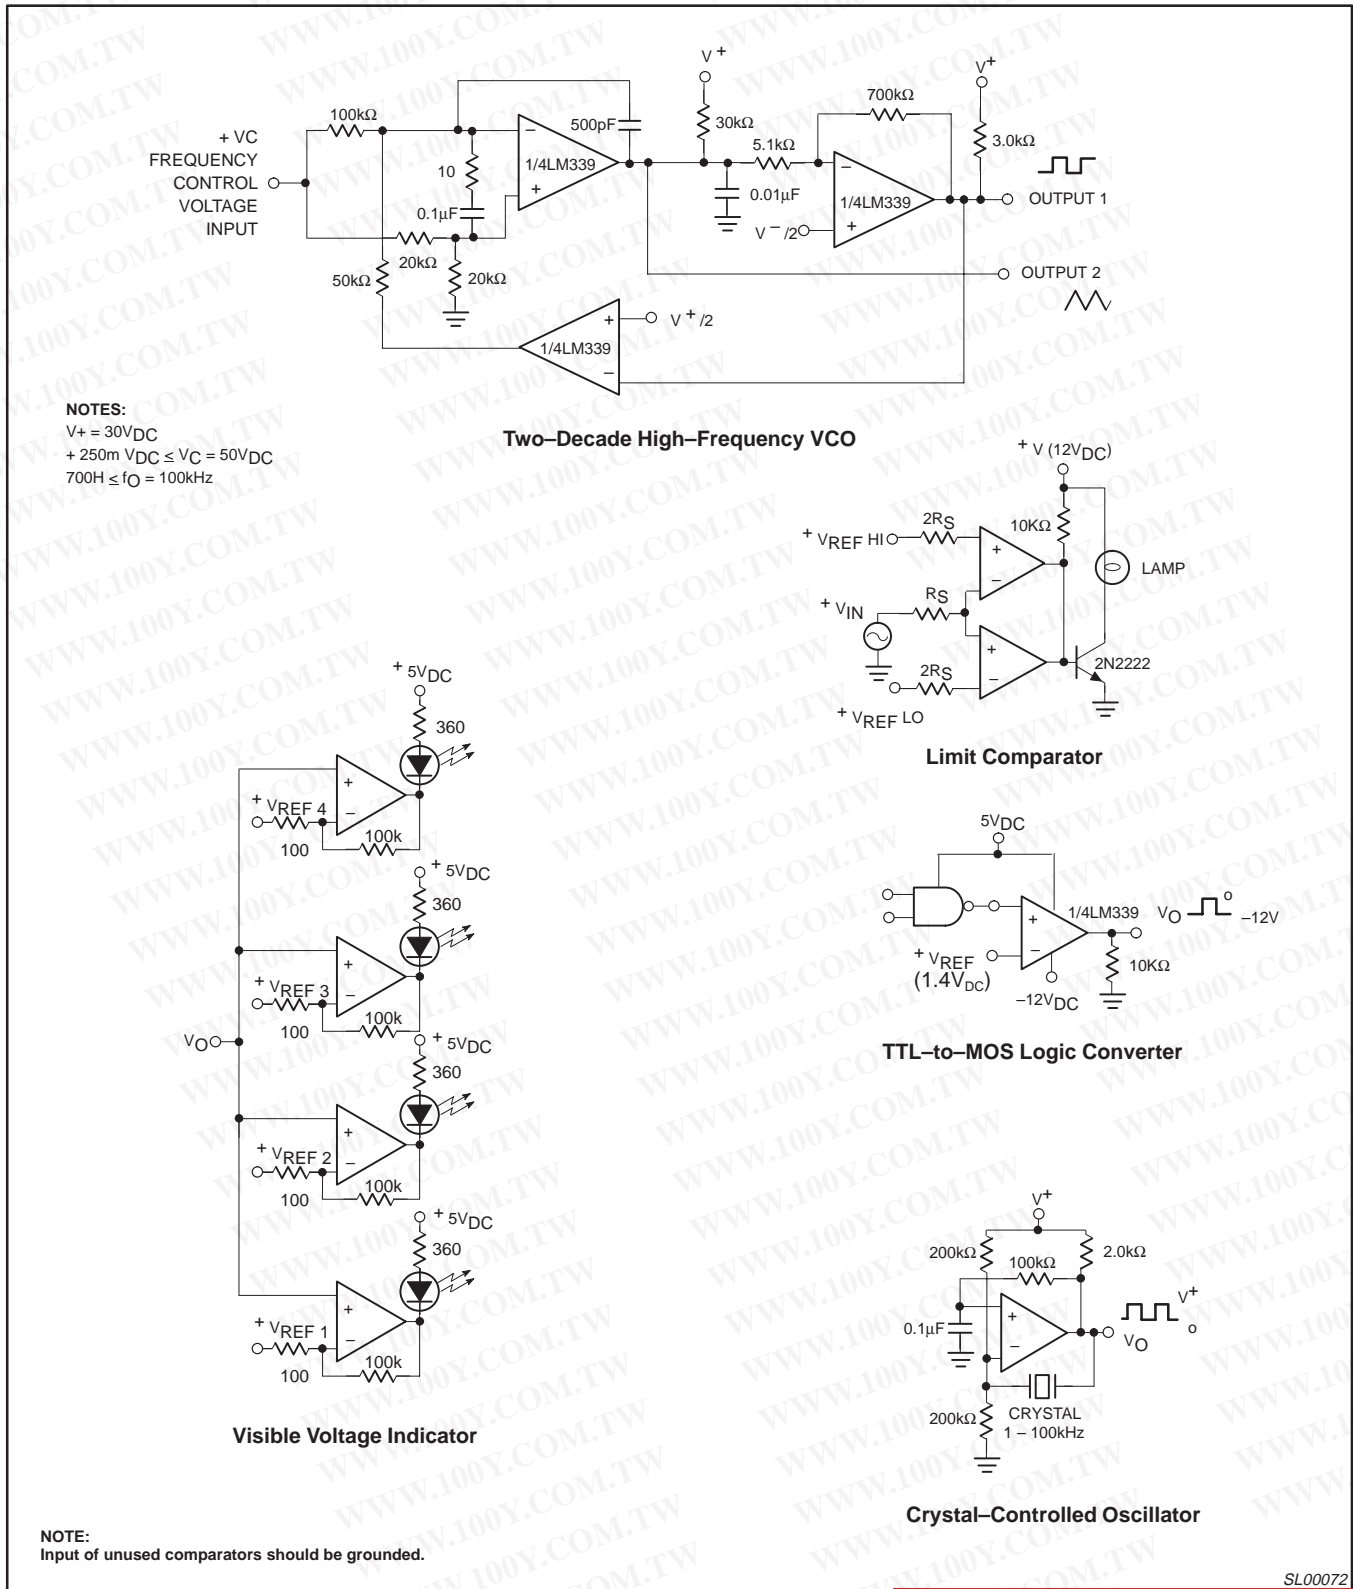 V+
V+
100kΩ
700kΩ
500pF
30kΩ
3.0kΩ
+ VC
FREQUENCY
CONTROL
VOLTAGE
INPUT
5.1kΩ
–
1/4LM339
+
10
–
1/4LM339
+
OUTPUT 1
0.1µF
0.01µF
V–/2
20kΩ
50kΩ
20kΩ
OUTPUT 2
+
V+/2
1/4LM339
–
NOTES:
V+ = 30VDC
+ 250m VDC ≤ VC = 50VDC
700H ≤ fO = 100kHz
Two–Decade High–Frequency VCO
+ V (12VDC)
+ VREF HI
2RS
10KΩ
+
–
LAMP
+ VIN
RS
+
–
2N2222
2RS
+ VREF LO
Limit Comparator
+ 5VDC
360
+
–
+ VREF 4
100
100k
+ 5VDC
360
+
–
+ VREF 3
100
100k
VO
+ 5VDC
360
+
–
+ VREF 2
100
100k
+ 5VDC
360
+
–
+ VREF 1
100
100k
Visible Voltage Indicator
5VDC
+
–
1/4LM339
VO
o
–12V
+ VREF
(1.4VDC)
10KΩ
–12VDC
TTL–to–MOS Logic Converter
V+
200kΩ
2.0kΩ
100kΩ
+
–
0.1µF
V+
o
VO
200kΩ
CRYSTAL
1 – 100kHz
Crystal–Controlled Oscillator
NOTE:
Input of unused comparators should be grounded.
SL00072
WWW.100Y.COM.TW